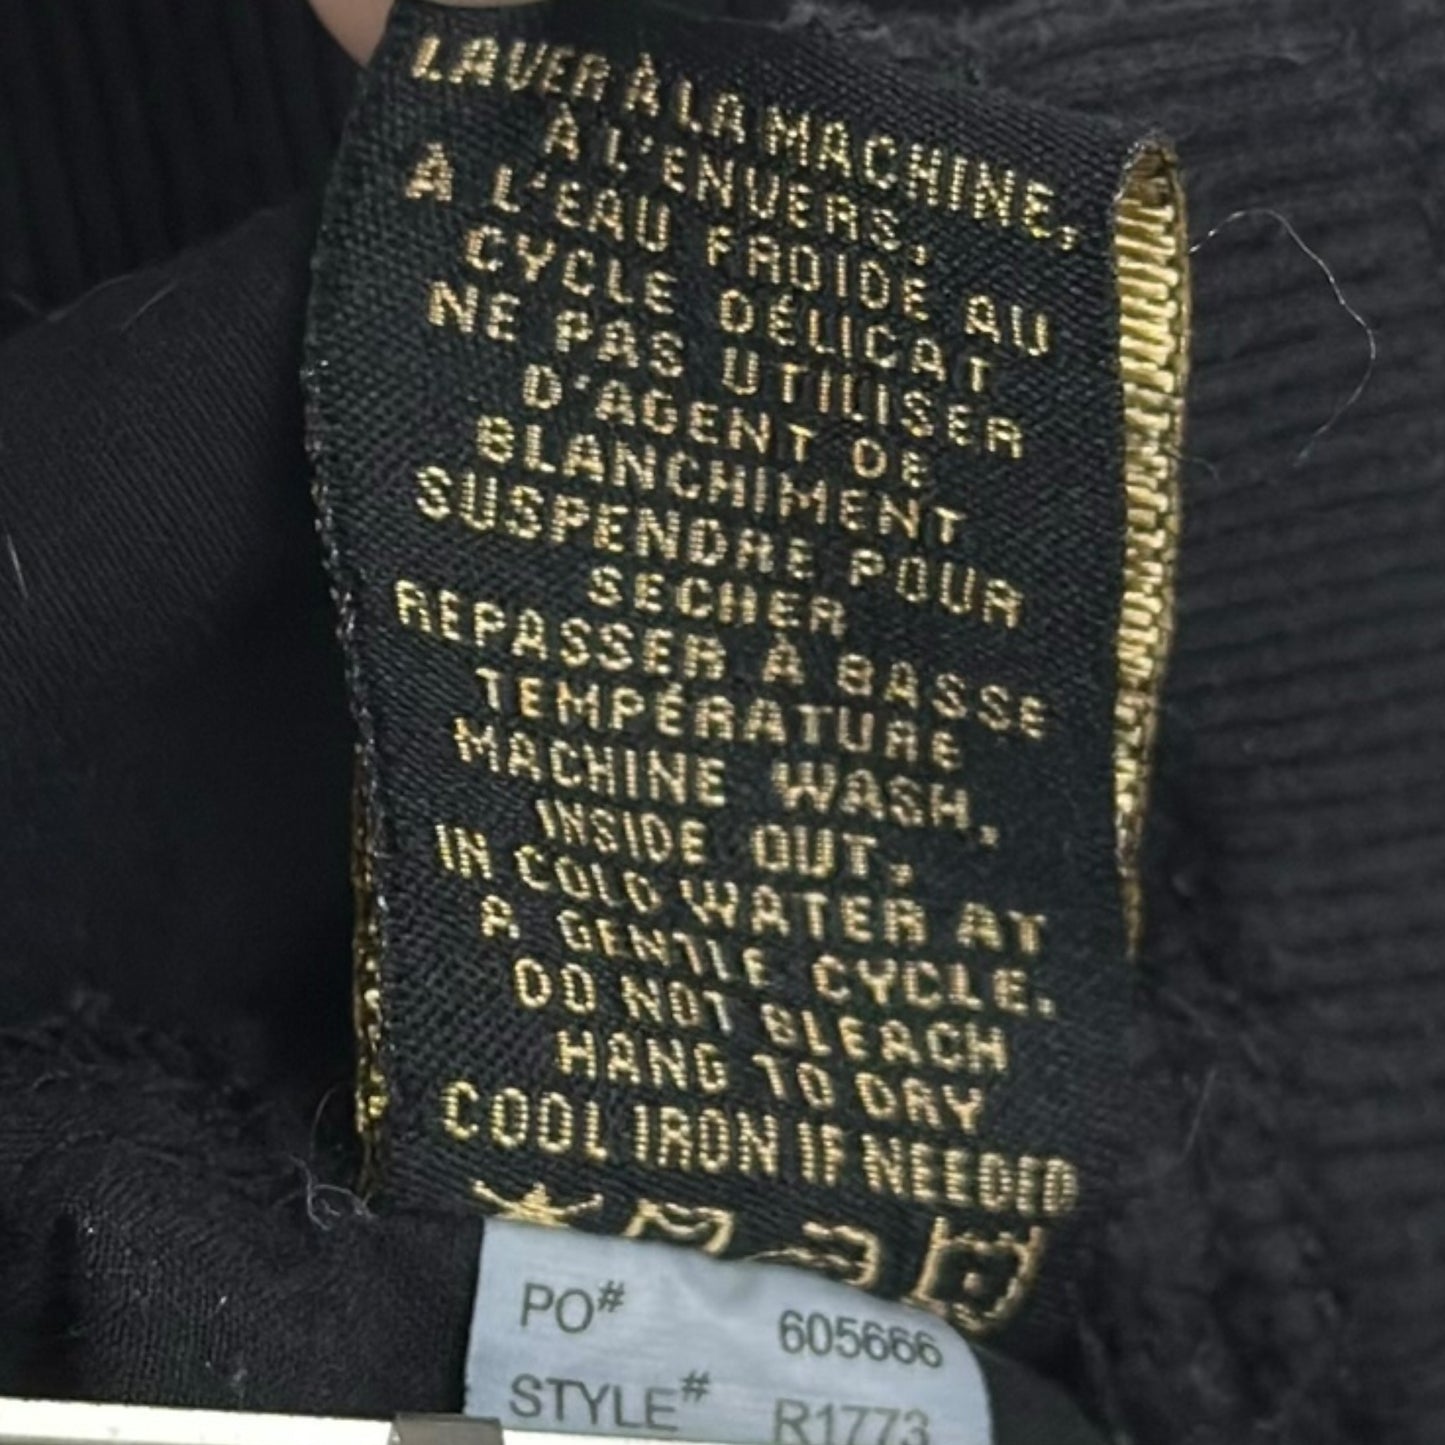 LAVER À LA MACHINE,
À L'ENVERS,
À L'EAU FROIDE AU
CYCLE DÉLICAT
NE PAS UTILISER
D'AGENT DE
BLANCHIMENT
SUSPENDRE POUR
SECHER
REPASSER À BASSE
TEMPÉRATURE
MACHINE WASH,
INSIDE OUT,
IN COLD WATER AT
A GENTLE CYCLE.
DO NOT BLEACH
HANG TO DRY
COOL IRON IF NEEDED
PO# 605666
STYLE# R1773